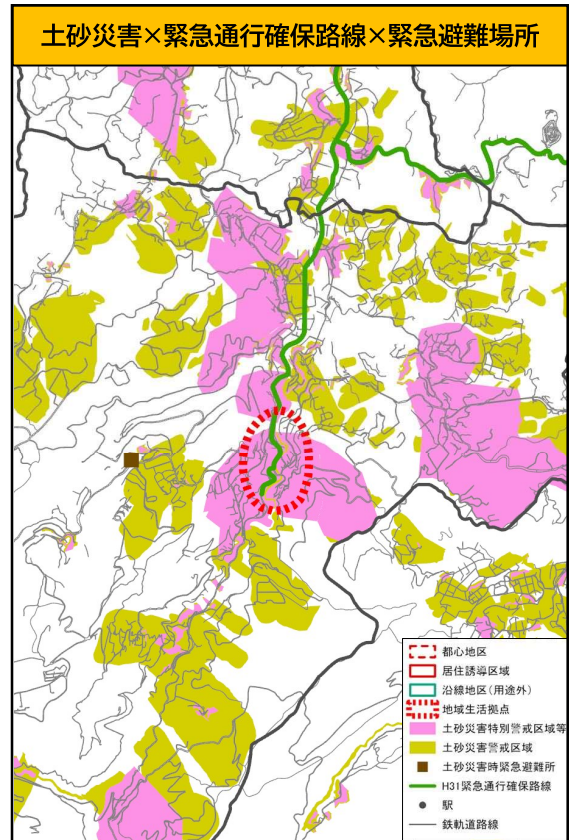 土砂災害×緊急通行確保路線×緊急避難場所
都心地区
居住誘導区域
沿線地区(用途外)
地域生活拠点
土砂災害特別警戒区域等
土砂災害警戒区域
土砂災害時緊急避難所
H31緊急通行確保路線
駅
鉄軌道路線